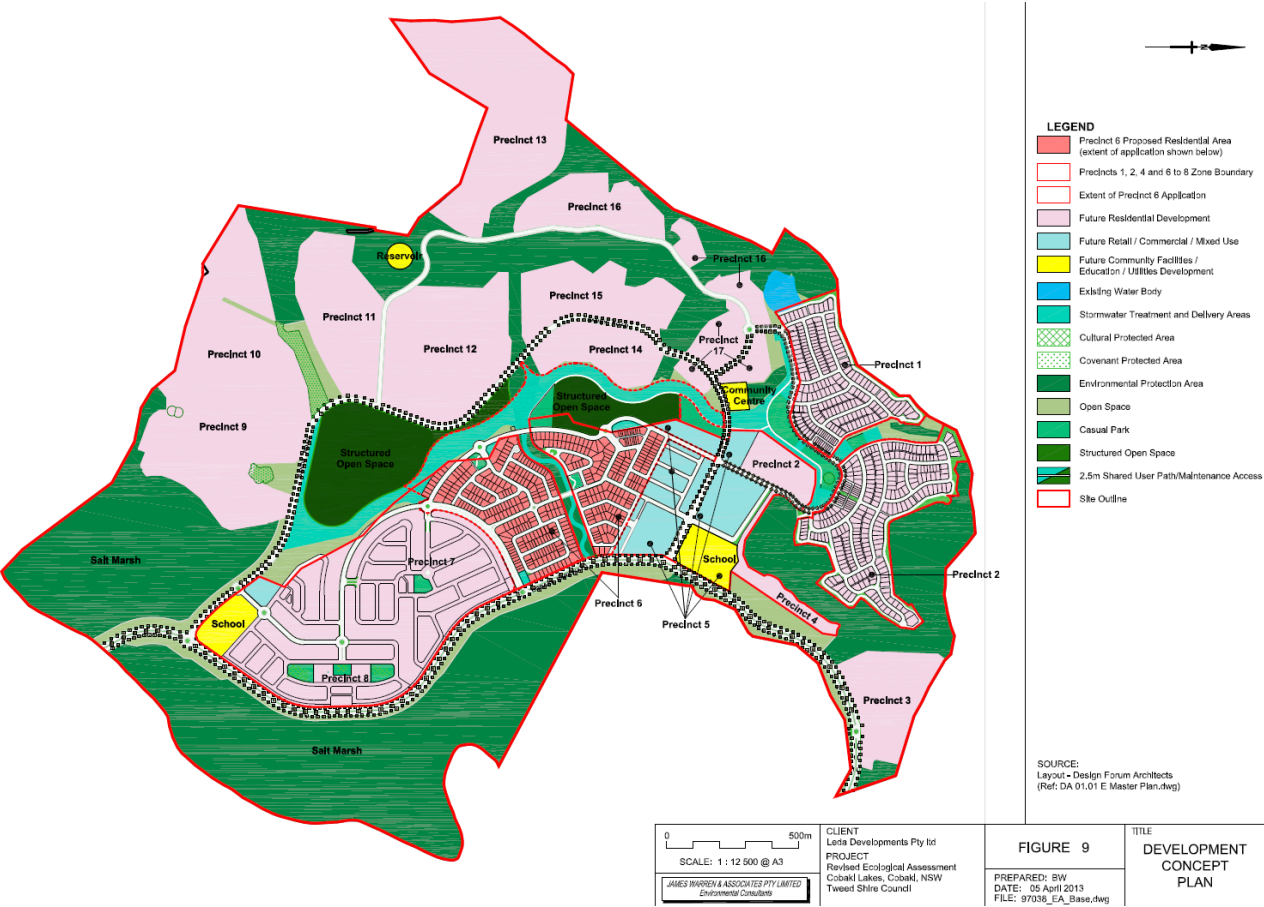 Precinct 13
Precinct 16
Reservoir
Precinct 16
Precinct 15
Precinct 11
Precinct 12
Precinct 14
Precinct
17
Precinct 10
Precinct 1
Community
Centre
Structured
Open Space
Precinct 9
Structured
Open Space
Precinct 2
Salt Marsh
Precinct 7
School
Precinct 2
Precinct 6
Precinct 4
Precinct 5
School
Precinct 8
Precinct 3
Salt Marsh
N
LEGEND
Precinct 6 Proposed Residential Area
(extent of application shown below)
Precincts 1, 2, 4 and 6 to 8 Zone Boundary
Extent of Precinct 6 Application
Future Residential Development
Future Retail / Commercial / Mixed Use
Future Community Facilities /
Education / Utilities Development
Existing Water Body
Stormwater Treatment and Delivery Areas
Cultural Protected Area
Covenant Protected Area
Environmental Protection Area
Open Space
Casual Park
Structured Open Space
2.5m Shared User Path/Maintenance Access
Site Outline
SOURCE:
Layout - Design Forum Architects
(Ref: DA 01.01 E Master Plan.dwg)
0 500m
SCALE: 1 : 12 500 @ A3
JAMES WARREN & ASSOCIATES PTY LIMITED
Environmental Consultants
CLIENT
Leda Developments Pty ltd
PROJECT
Revised Ecological Assessment
Cobaki Lakes, Cobaki, NSW
Tweed Shire Council
FIGURE 9
PREPARED: BW
DATE: 05 April 2013
FILE: 97038_EA_Base.dwg
TITLE
DEVELOPMENT
CONCEPT
PLAN